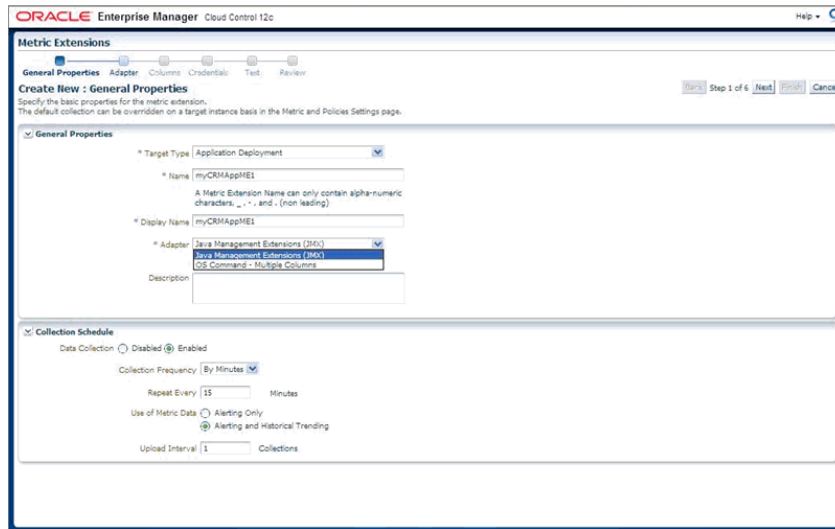 ORACLE Enterprise Manager Cloud Control 12c
Help
Metric Extensions
General Properties Adapter Columns Credentials Test Review
Create New : General Properties
Back Step 1 of 6 Next Finish Cance
Specify the basic properties for the metric extension.
The default collection can be overridden on a target instance basis in the Metric and Policies Settings page.
General Properties
* Target Type Application Deployment
* Name myCRMAppME1
A Metric Extension Name can only contain alpha-numeric
characters, _, -, and . (non leading)
* Display Name myCRMAppME1
* Adapter Java Management Extensions (JMX)
Java Management Extensions (JMX)
OS Command - Multiple Columns
Description
Collection Schedule
Data Collection Disabled Enabled
Collection Frequency By Minutes
Repeat Every 15 Minutes
Use of Metric Data Alerting Only
Alerting and Historical Trending
Upload Interval 1 Collections